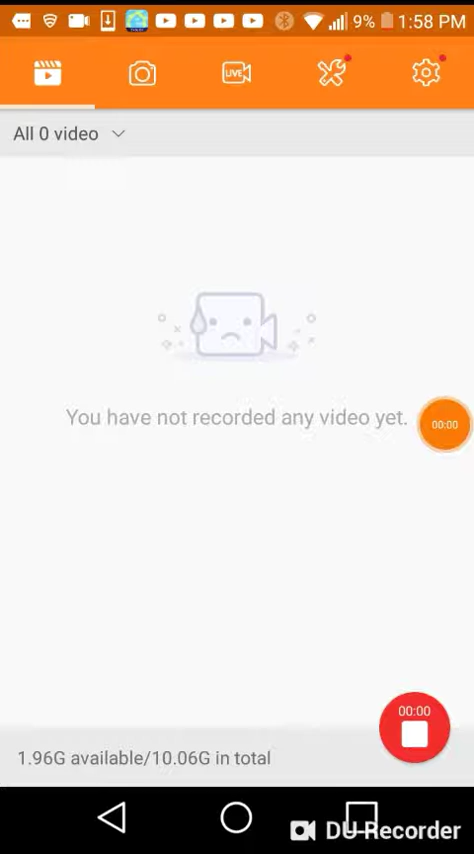 9% 1:58 PM
LIVE
All 0 video
You have not recorded any video yet.
00:00
00:00
1.96G available/10.06G in total
DU Recorder